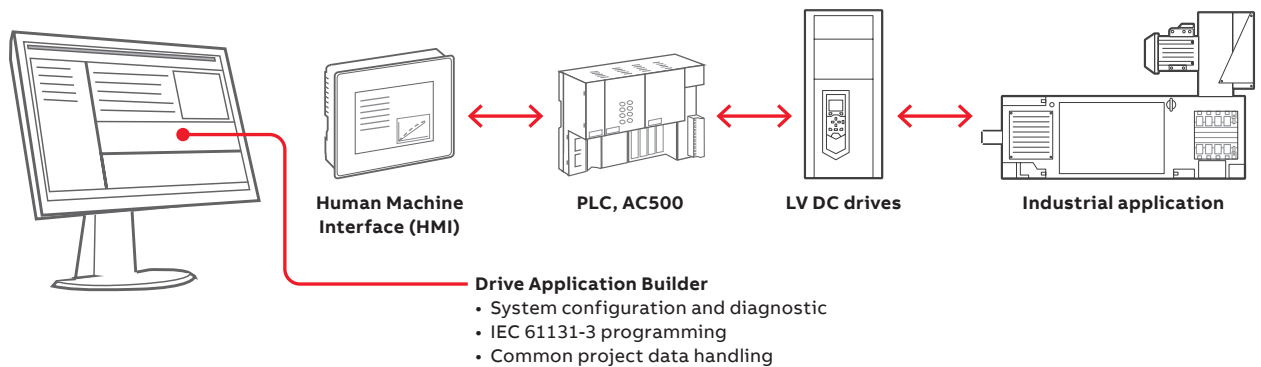 Human Machine
Interface (HMI)
PLC, AC500
LV DC drives
Industrial application
Drive Application Builder
• System configuration and diagnostic
• IEC 61131-3 programming
• Common project data handling